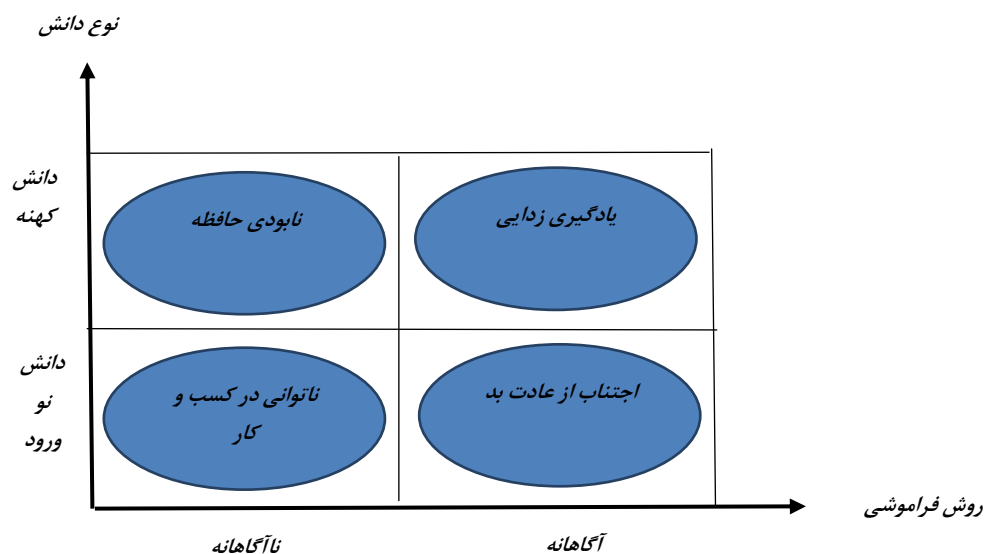 نوع دانش
دانش
کهنه
نابودی حافظه
یادگیری زدایی
دانش
نو
ورود
ناتوانی در کسب و
کار
اجتناب از عادت بد
روش فراموشی
ناآگاهانه
آگاهانه